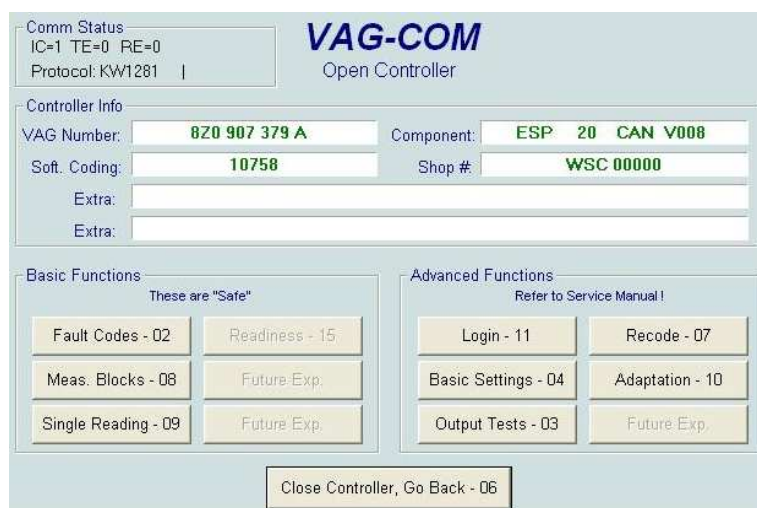 Comm Status
IC=1 TE=0 RE=0
Protocol: KW1281 |
VAG-COM
Open Controller
Controller Info
VAG Number: 8Z0 907 379 A
Component: ESP 20 CAN V008
Soft. Coding: 10758
Shop #: WSC 00000
Extra:
Extra:
Basic Functions
These are "Safe"
Fault Codes - 02
Readiness - 15
Meas. Blocks - 08
Future Exp.
Single Reading - 09
Future Exp.
Advanced Functions
Refer to Service Manual !
Login - 11
Recode - 07
Basic Settings - 04
Adaptation - 10
Output Tests - 03
Future Exp.
Close Controller, Go Back - 06